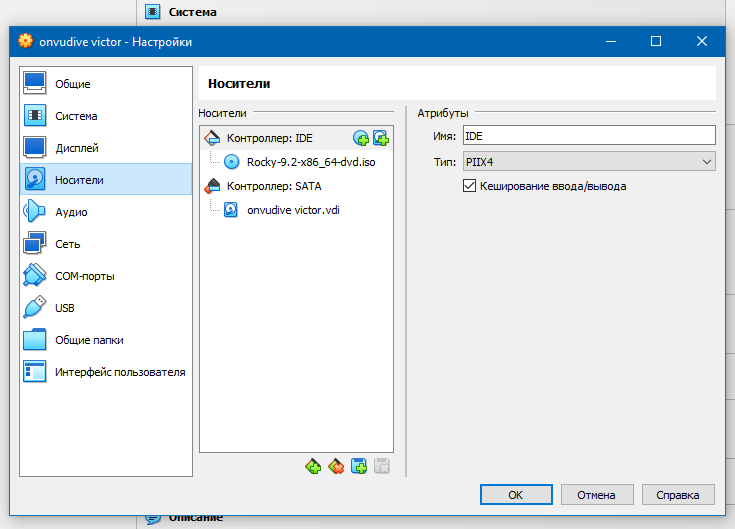 Система
onvudive victor - Настройки
Общие
Система
Дисплей
Носители
Аудио
Сеть
COM-порты
USB
Общие папки
Интерфейс пользователя
Носители
Носители
Контроллер: IDE
Rocky-9.2-x86_64-dvd.iso
Контроллер: SATA
onvudive victor.vdi
Атрибуты
Имя: IDE
Тип: PIIX4
Кеширование ввода/вывода
OK
Отмена
Справка
Описание